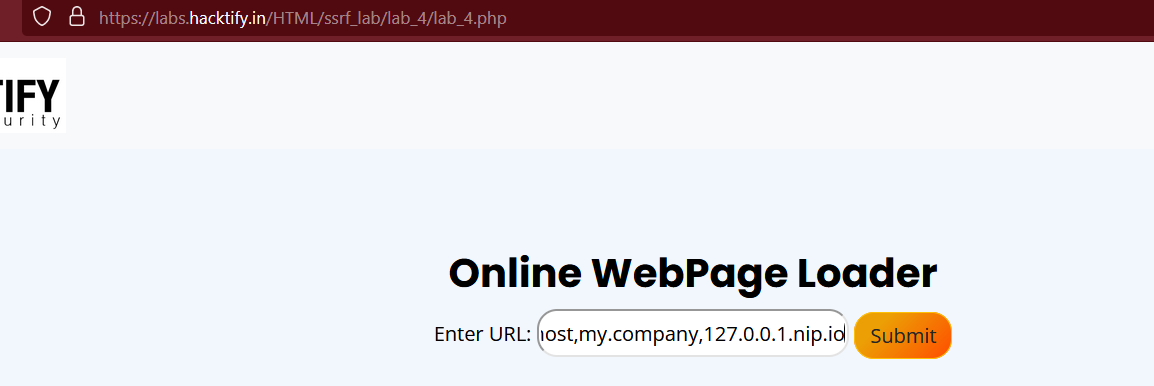 https://labs.hacktify.in/HTML/ssrf_lab/lab_4/lab_4.php
TIFY
urity
Online WebPage Loader
Enter URL: host,my.company,127.0.0.1.nip.io Submit